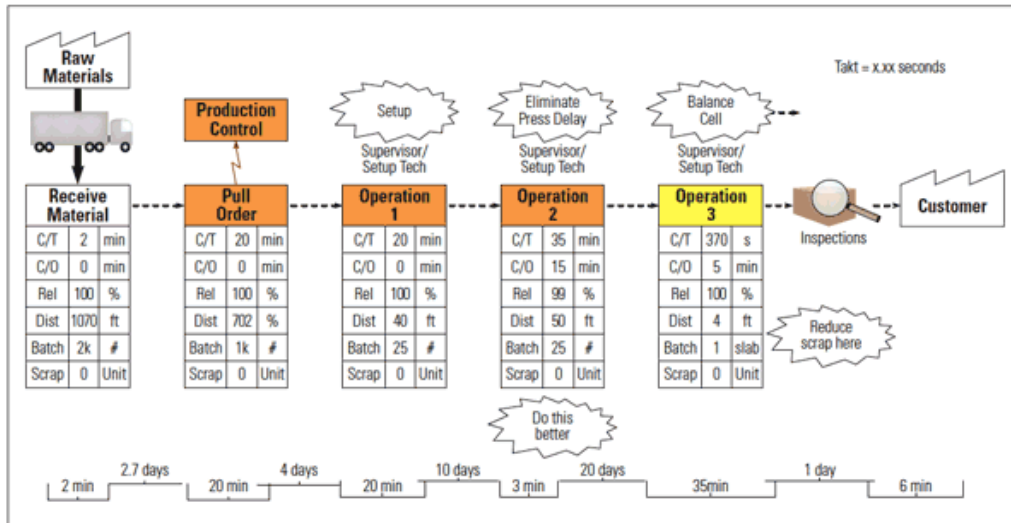 Raw
Materials
Takt = x.xx seconds
Production
Control
Setup
Eliminate
Press Delay
Balance
Cell
Supervisor/
Setup Tech
Supervisor/
Setup Tech
Supervisor/
Setup Tech
Receive
Material
C/T 2 min
C/O 0 min
Rel 100 %
Dist 1070 ft
Batch 2k #
Scrap 0 Unit
Pull
Order
C/T 20 min
C/O 0 min
Rel 100 %
Dist 702 %
Batch 1k #
Scrap 0 Unit
Operation
1
C/T 20 min
C/O 0 min
Rel 100 %
Dist 40 ft
Batch 25 #
Scrap 0 Unit
Operation
2
C/T 35 min
C/O 15 min
Rel 99 %
Dist 50 ft
Batch 25 #
Scrap 0 Unit
Operation
3
C/T 370 s
C/O 5 min
Rel 100 %
Dist 4 ft
Batch 1 slab
Scrap 0 Unit
Inspections
Customer
Reduce
scrap here
Do this
better
2 min
2.7 days
20 min
4 days
20 min
10 days
3 min
20 days
35min
1 day
6 min